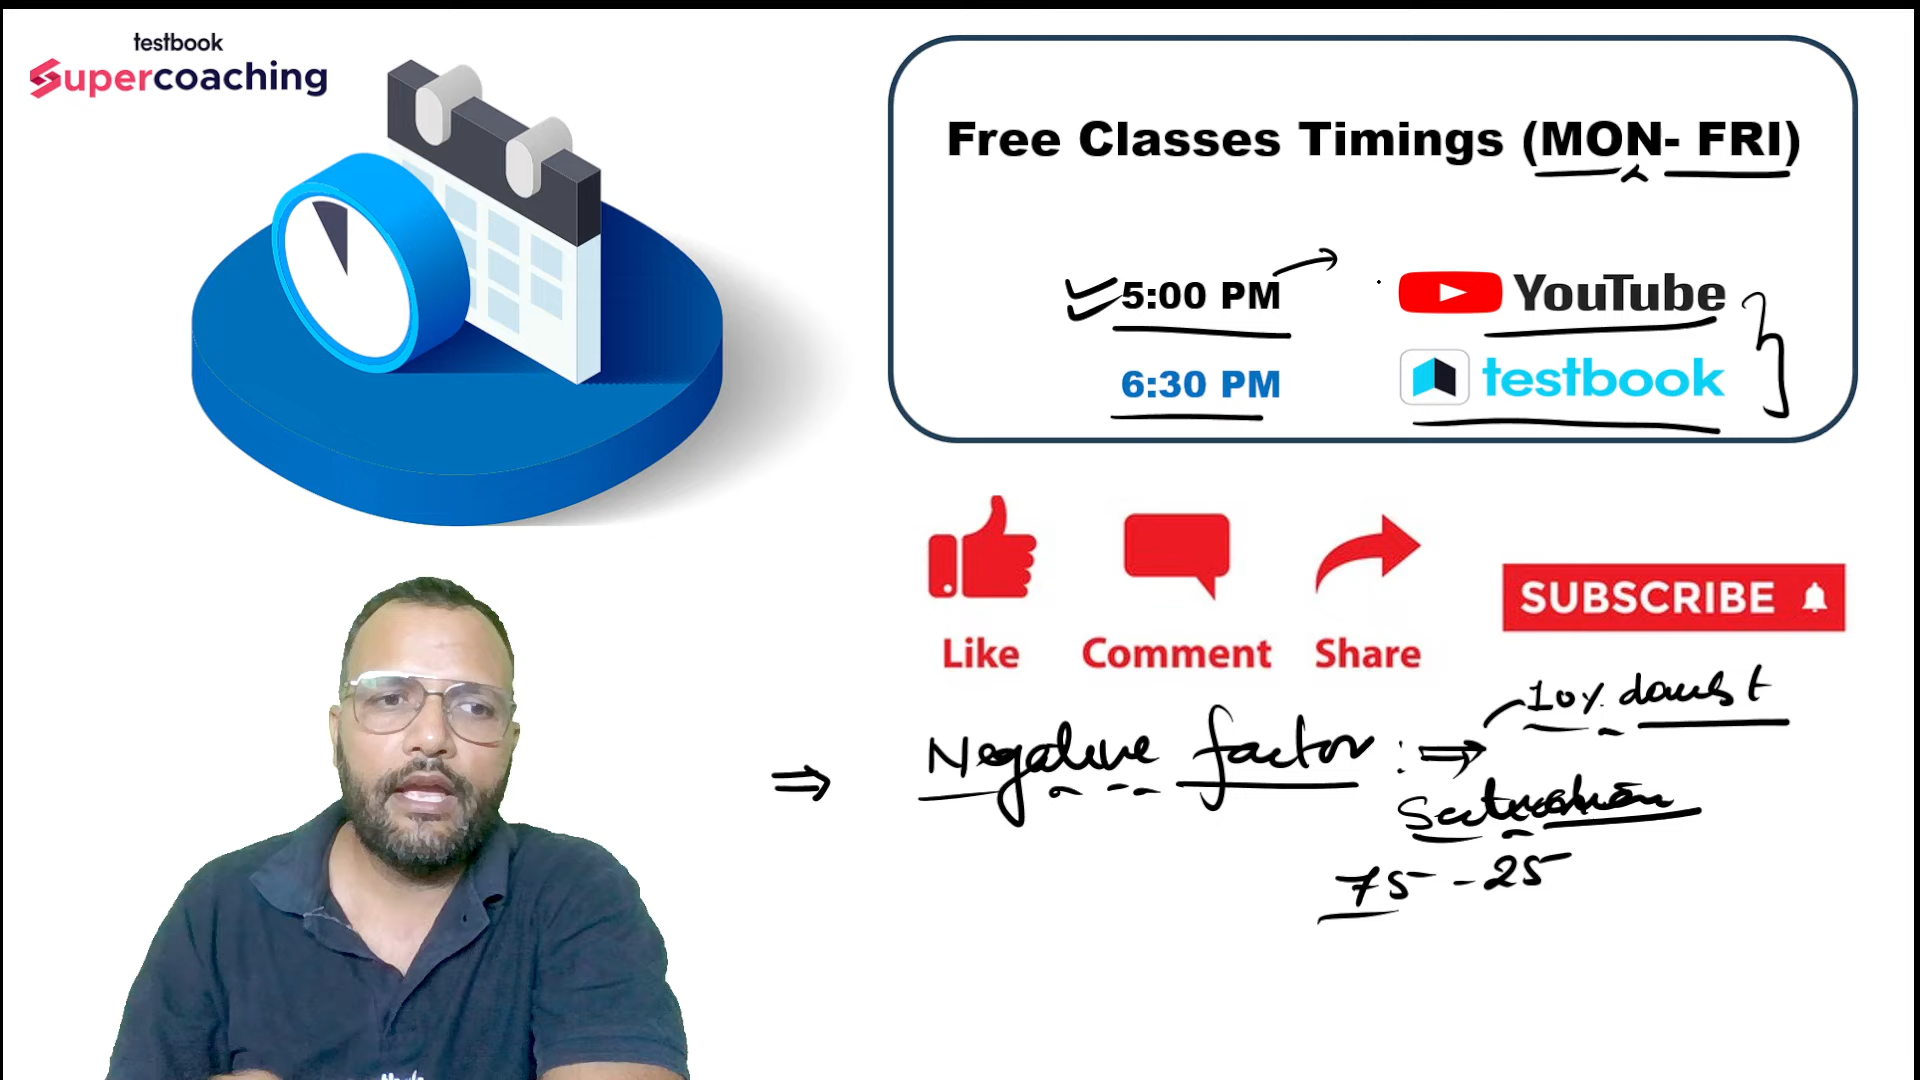 testbook
Supercoaching
Free Classes Timings (MON- FRI)
5:00 PM YouTube
6:30 PM testbook
Like Comment Share
SUBSCRIBE
10%. doubt
⇒ Negative factor : ⇒
75 - 25